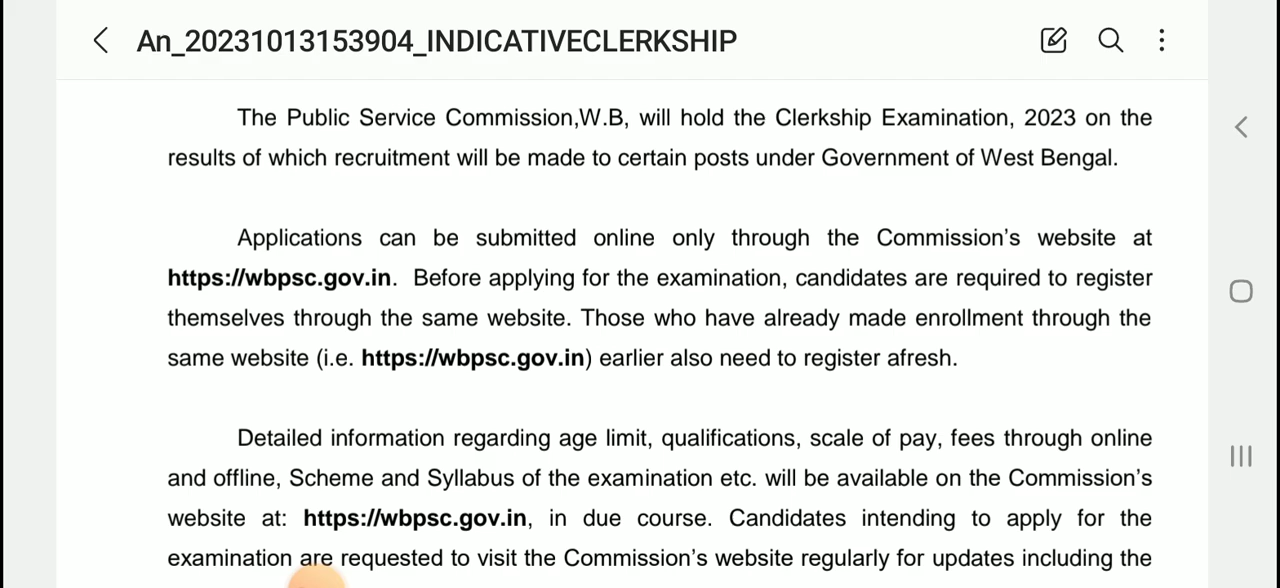 An_20231013153904_INDICATIVECLERKSHIP
The Public Service Commission,W.B, will hold the Clerkship Examination, 2023 on the
results of which recruitment will be made to certain posts under Government of West Bengal.
Applications can be submitted online only through the Commission’s website at
https://wbpsc.gov.in. Before applying for the examination, candidates are required to register
themselves through the same website. Those who have already made enrollment through the
same website (i.e. https://wbpsc.gov.in) earlier also need to register afresh.
Detailed information regarding age limit, qualifications, scale of pay, fees through online
and offline, Scheme and Syllabus of the examination etc. will be available on the Commission’s
website at: https://wbpsc.gov.in, in due course. Candidates intending to apply for the
examination are requested to visit the Commission’s website regularly for updates including the